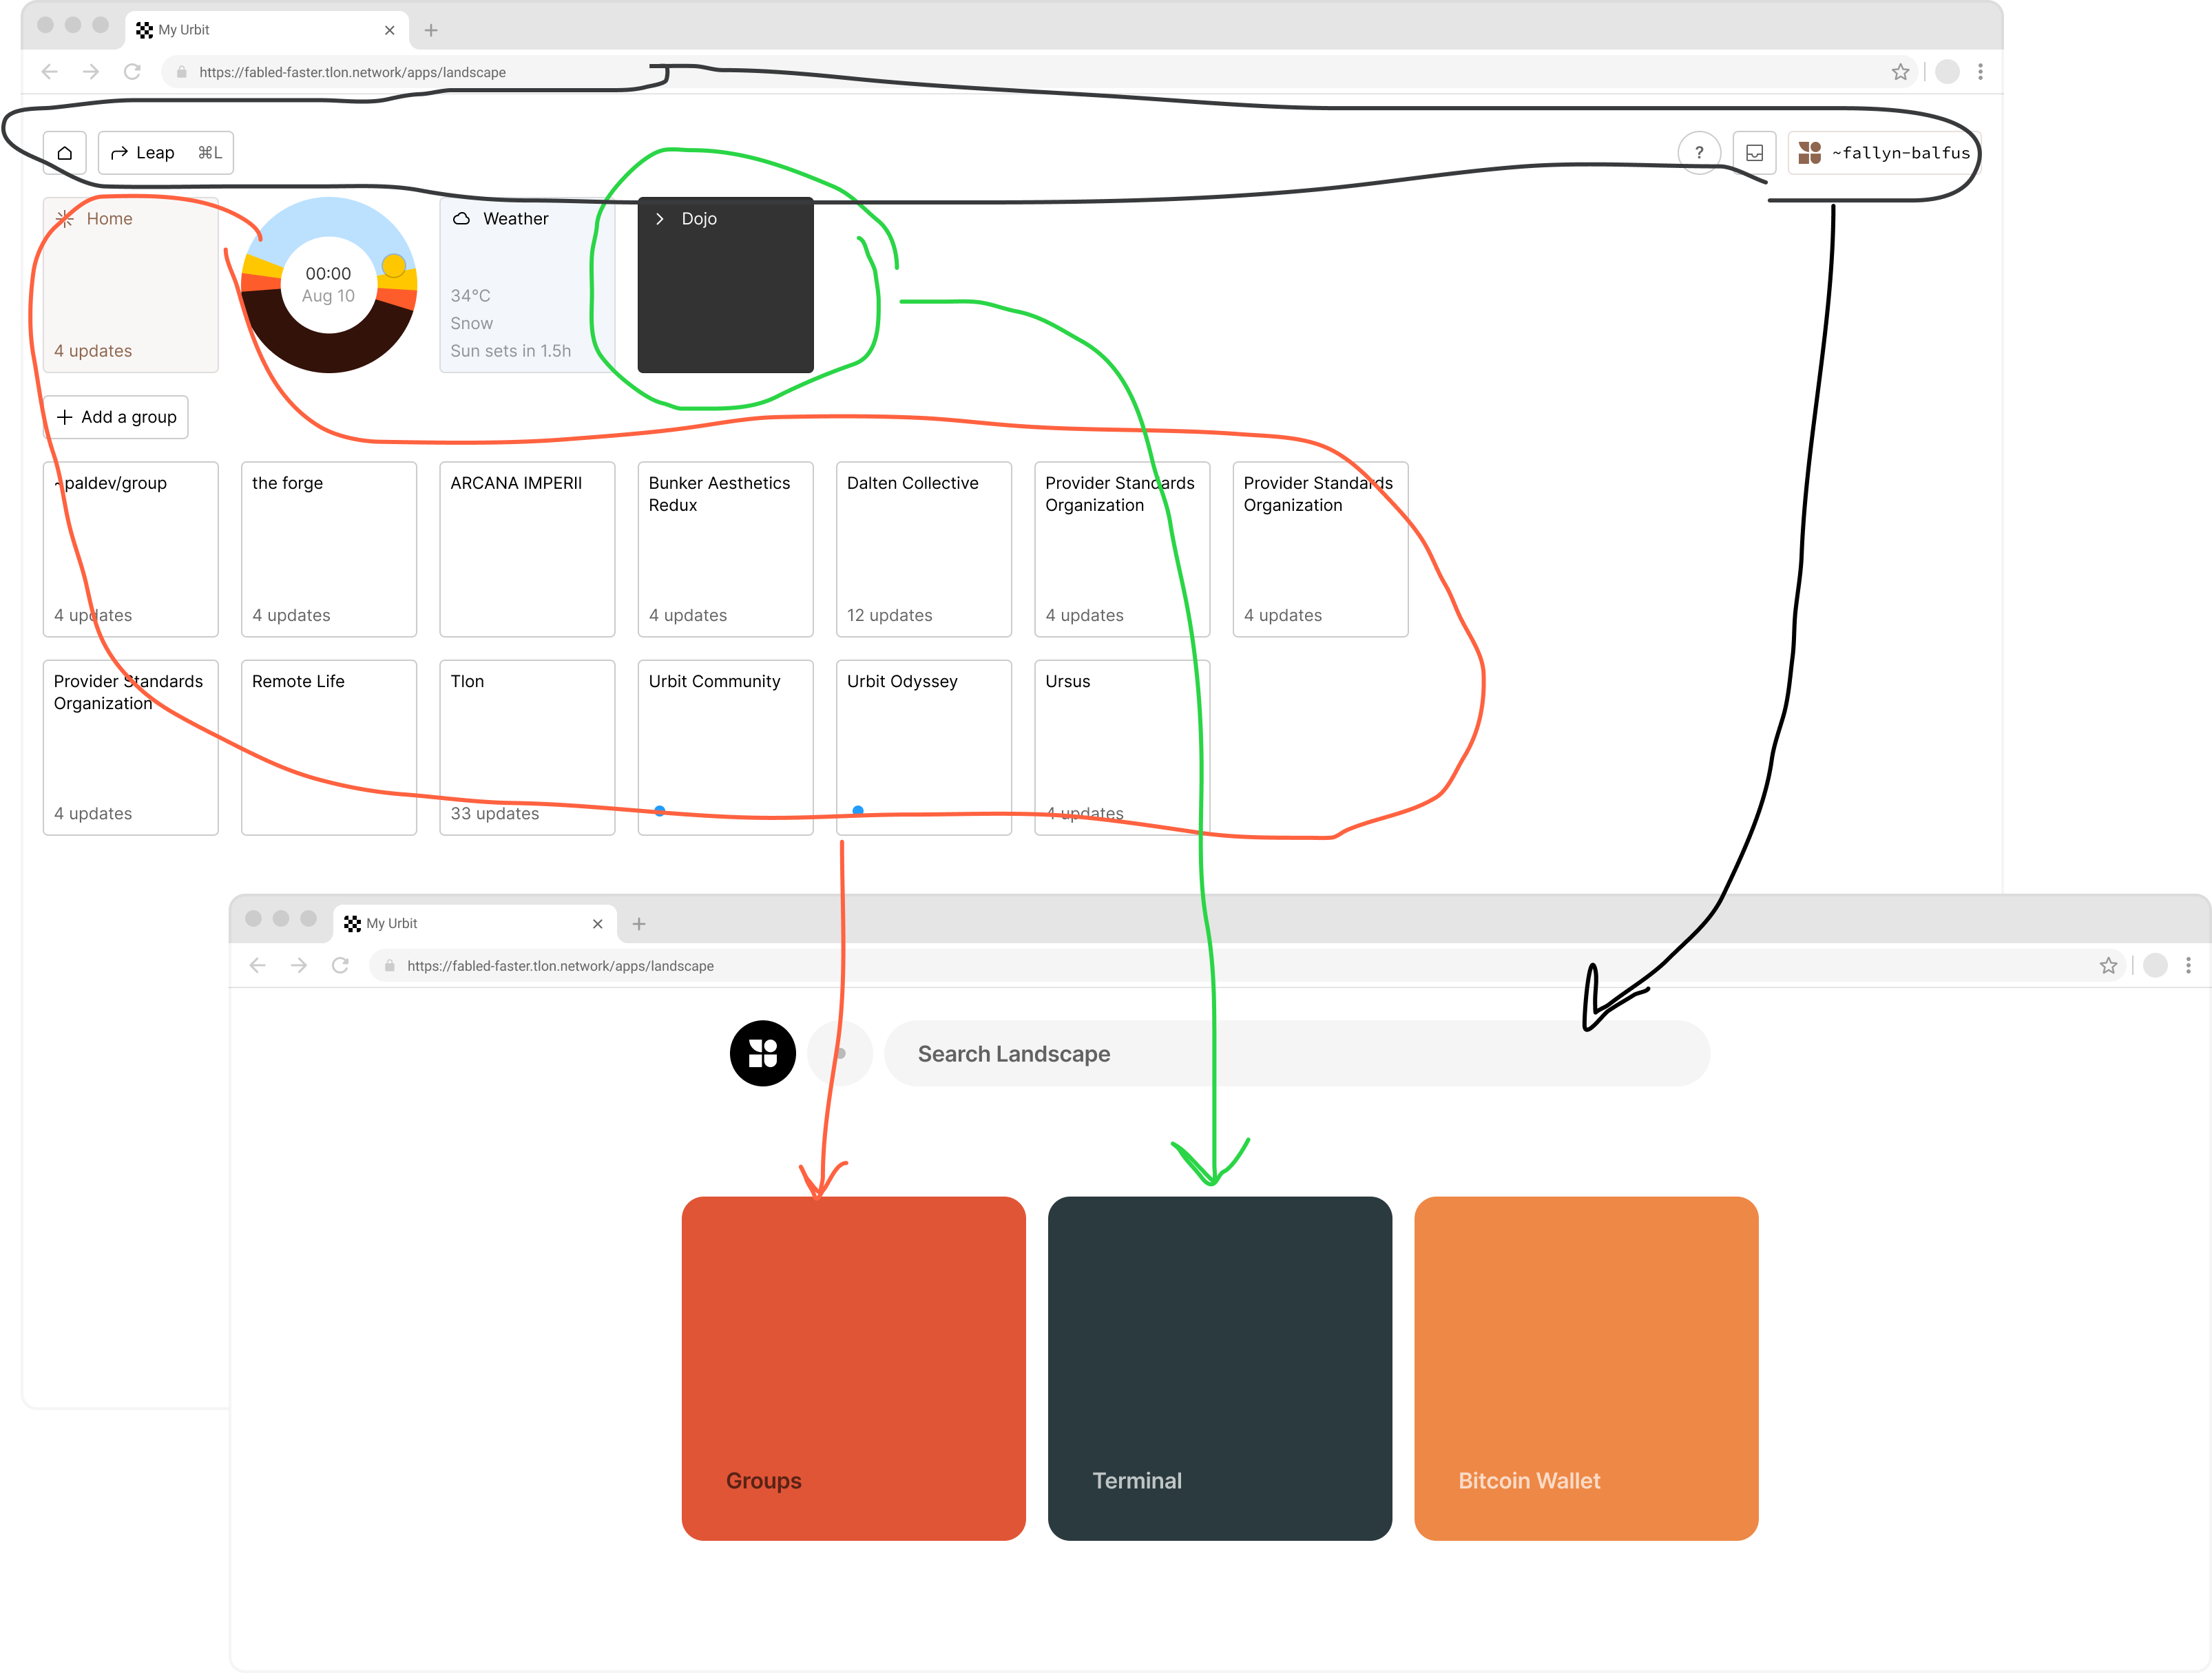 My Urbit
https://fabled-faster.tlon.network/apps/landscape
Leap ⌘L
?
~fallyn-balfus
Home
4 updates
00:00
Aug 10
Weather
34°C
Snow
Sun sets in 1.5h
Dojo
Add a group
~paldev/group
4 updates
the forge
4 updates
ARCANA IMPERII
Bunker Aesthetics
Redux
4 updates
Dalten Collective
12 updates
Provider Standards
Organization
4 updates
Provider Standards
Organization
4 updates
Provider Standards
Organization
4 updates
Remote Life
Tlon
33 updates
Urbit Community
Urbit Odyssey
Ursus
4 updates
My Urbit
https://fabled-faster.tlon.network/apps/landscape
Search Landscape
Groups
Terminal
Bitcoin Wallet